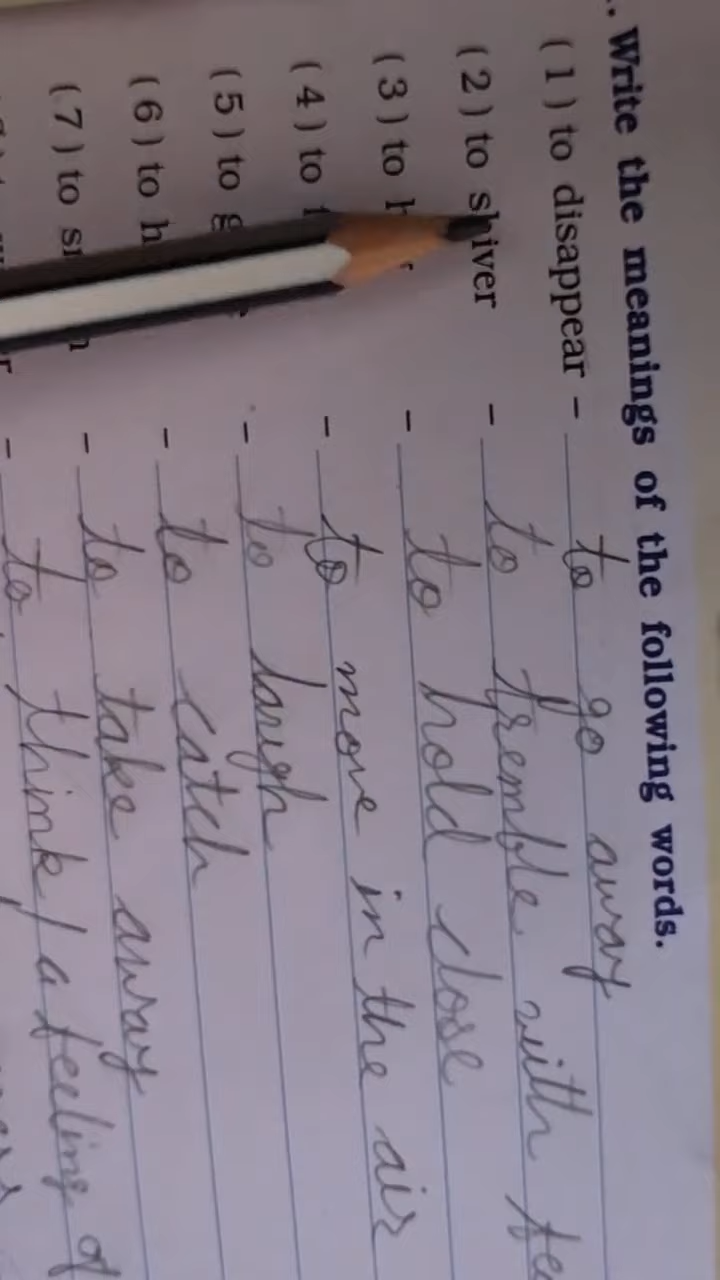 . Write the meanings of the following words.
(1) to disappear - to go away
(2) to shiver - to tremble with
(3) to - to hold close
(4) to - to move in the air
(5) to - to laugh
(6) to - to catch
(7) to - to take away
- to think / a feeling of